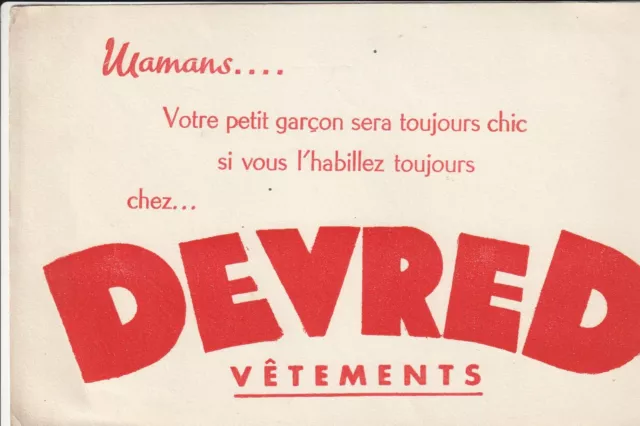 Mamans....
Votre petit garçon sera toujours chic
si vous l'habillez toujours
chez...
DEVRED
VÊTEMENTS